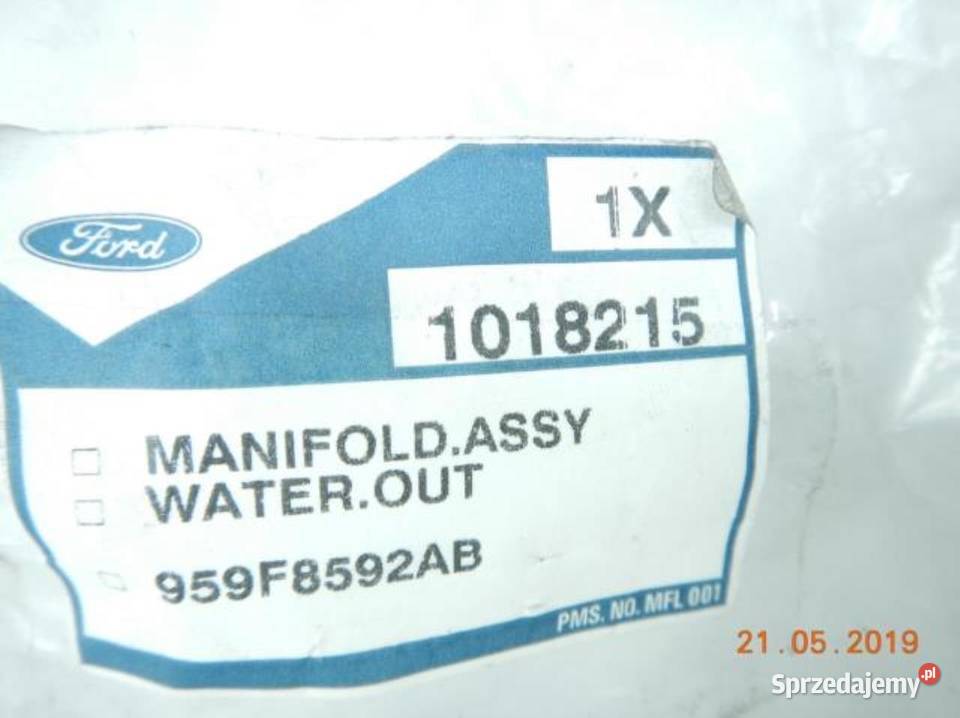 Ford
1X
1018215
MANIFOLD.ASSY
WATER.OUT
959F8592AB
PMS. NO. MFL 001
21.05.2019
Sprzedajemy.pl